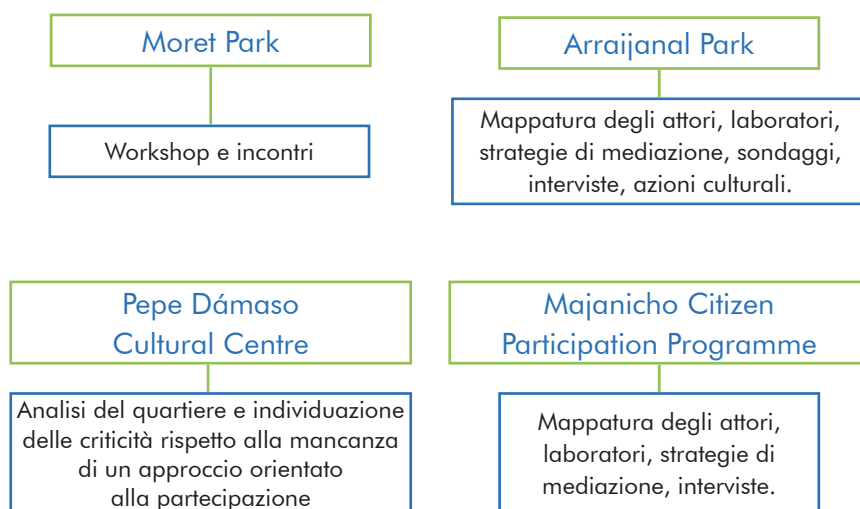 Moret Park
Workshop e incontri
Arraijanal Park
Mappatura degli attori, laboratori,
strategie di mediazione, sondaggi,
interviste, azioni culturali.
Pepe Dámaso
Cultural Centre
Analisi del quartiere e individuazione
delle criticità rispetto alla mancanza
di un approccio orientato
alla partecipazione
Majanicho Citizen
Participation Programme
Mappatura degli attori,
laboratori, strategie di
mediazione, interviste.